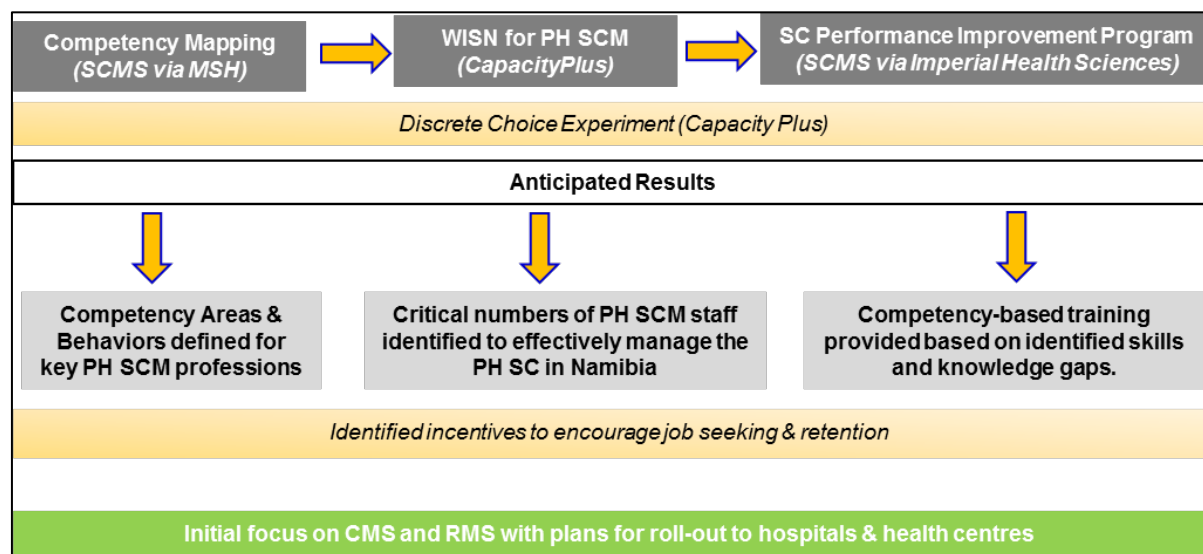 Competency Mapping
(SCMS via MSH)
WISN for PH SCM
(CapacityPlus)
SC Performance Improvement Program
(SCMS via Imperial Health Sciences)
Discrete Choice Experiment (Capacity Plus)
Anticipated Results
Competency Areas &
Behaviors defined for
key PH SCM professions
Critical numbers of PH SCM staff
identified to effectively manage the
PH SC in Namibia
Competency-based training
provided based on identified skills
and knowledge gaps.
Identified incentives to encourage job seeking & retention
Initial focus on CMS and RMS with plans for roll-out to hospitals & health centres